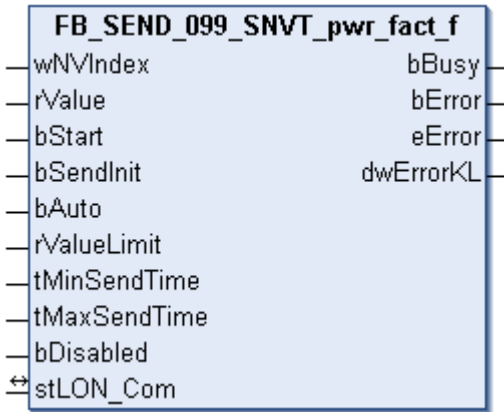 FB_SEND_099_SNVT_pwr_fact_f
wNVIndex bBusy
rValue bError
bStart eError
bSendInit dwErrorKL
bAuto
rValueLimit
tMinSendTime
tMaxSendTime
bDisabled
stLON_Com